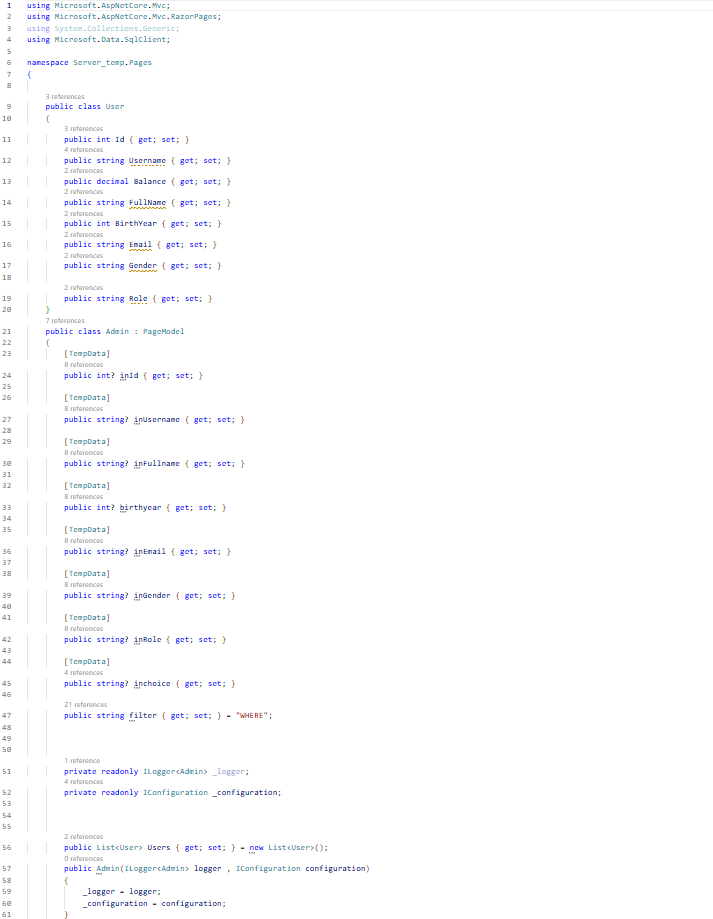 1 using Microsoft.AspNetCore.Mvc;
2 using Microsoft.AspNetCore.Mvc.RazorPages;
3 using System.Collections.Generic;
4 using Microsoft.Data.SqlClient;
5
6 namespace Server_temp.Pages
7 {
8
3 references
9 public class User
10 {
3 references
11 public int Id { get; set; }
4 references
12 public string Username { get; set; }
2 references
13 public decimal Balance { get; set; }
2 references
14 public string FullName { get; set; }
2 references
15 public int BirthYear { get; set; }
2 references
16 public string Email { get; set; }
2 references
17 public string Gender { get; set; }
18
2 references
19 public string Role { get; set; }
20 }
7 references
21 public class Admin : PageModel
22 {
23 [TempData]
8 references
24 public int? inId { get; set; }
25
26 [TempData]
8 references
27 public string? inUsername { get; set; }
28
29 [TempData]
8 references
30 public string? inFullname { get; set; }
31
32 [TempData]
8 references
33 public int? birthyear { get; set; }
34
35 [TempData]
8 references
36 public string? inEmail { get; set; }
37
38 [TempData]
8 references
39 public string? inGender { get; set; }
40
41 [TempData]
8 references
42 public string? inRole { get; set; }
43
44 [TempData]
4 references
45 public string? inchoice { get; set; }
46
21 references
47 public string filter { get; set; } = "WHERE";
48
49
50
1 reference
51 private readonly ILogger<Admin> _logger;
4 references
52 private readonly IConfiguration _configuration;
53
54
55
2 references
56 public List<User> Users { get; set; } = new List<User>();
0 references
57 public Admin(ILogger<Admin> logger , IConfiguration configuration)
58 {
59 _logger = logger;
60 _configuration = configuration;
61 }